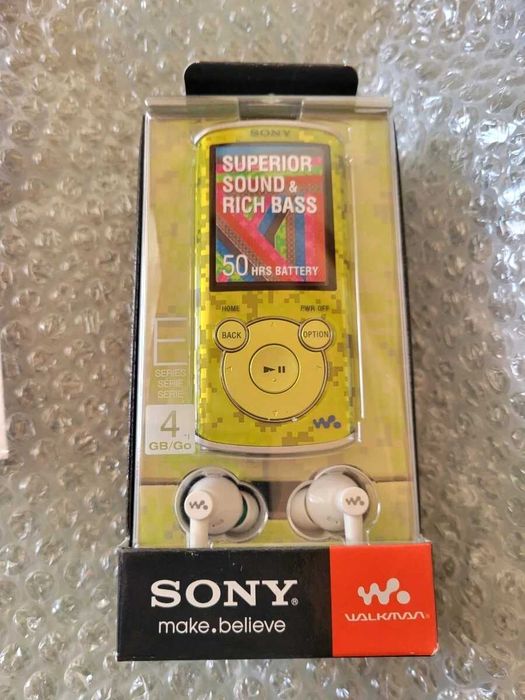 SONY
SUPERIOR
SOUND &
RICH BASS
50 HRS BATTERY
HOME
PWR OFF
BACK
OPTION
E
SERIES
SÉRIE
SERIE
4
GB/Go
SONY®
make.believe
WALKMAN®